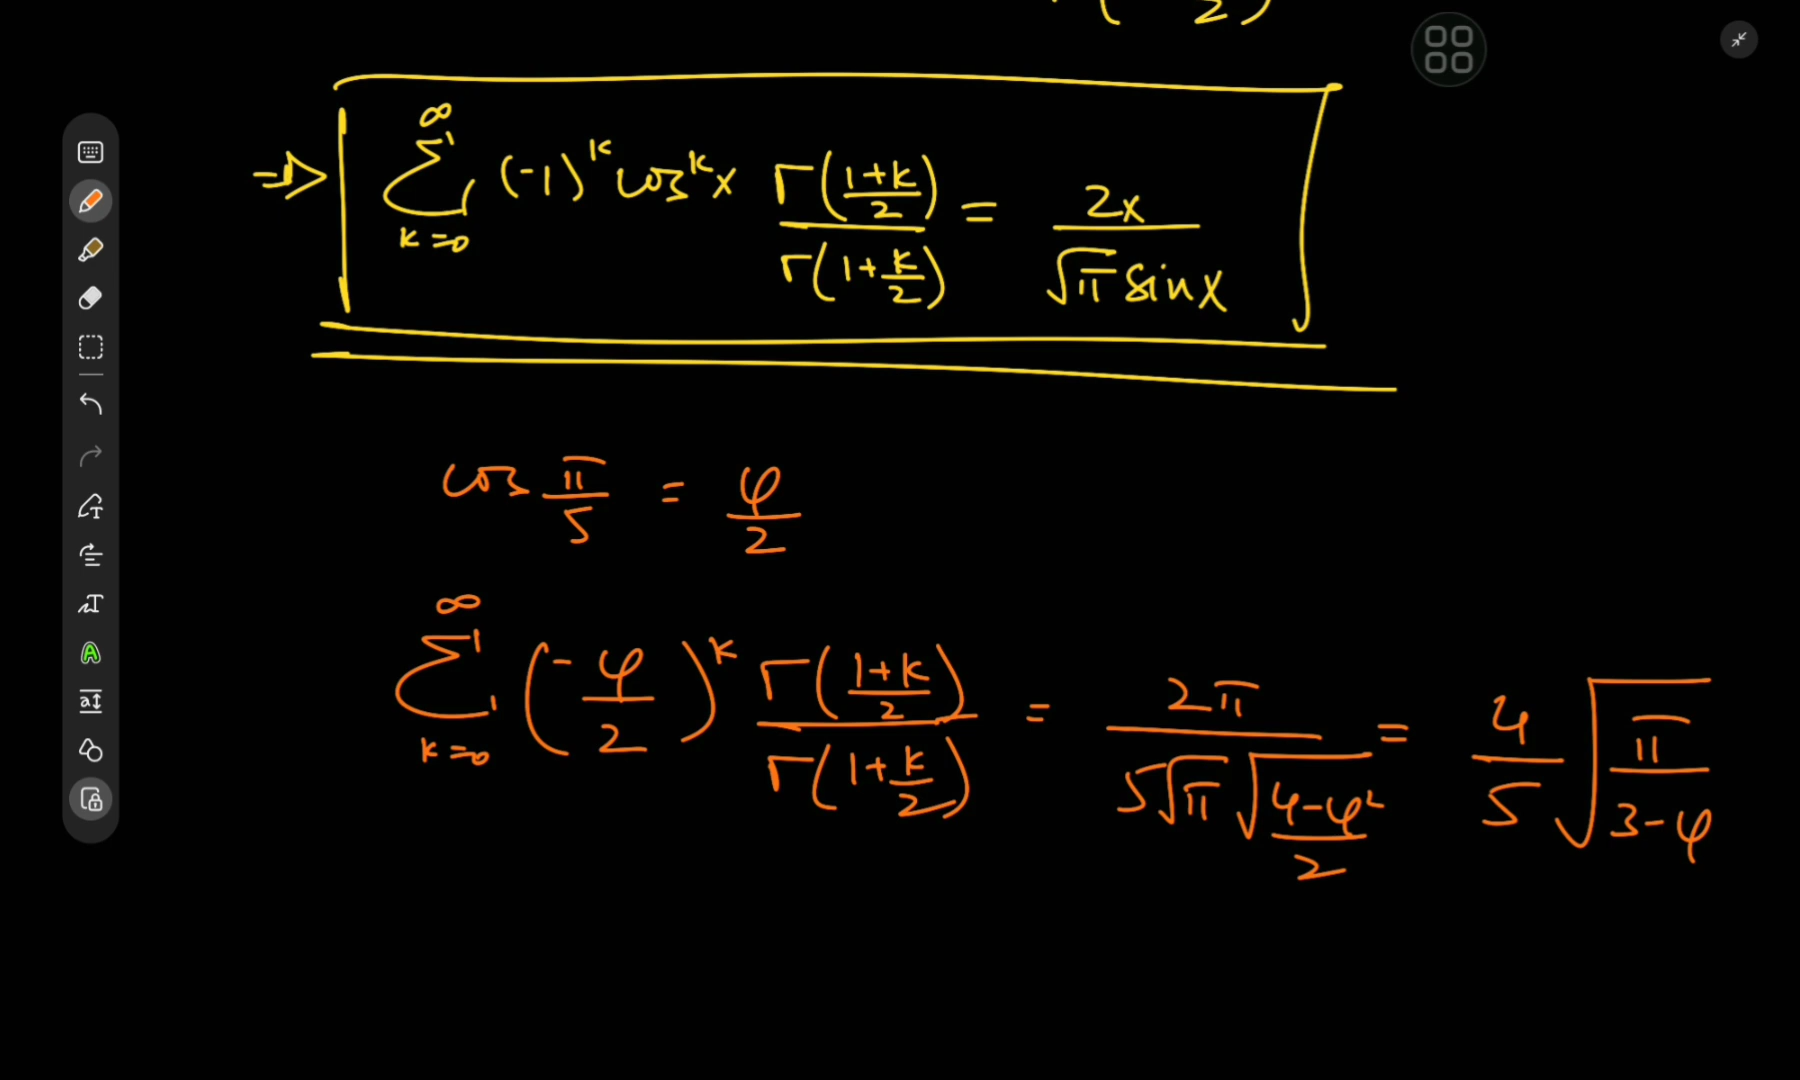 ⇒ ∑_{k=0}^{∞} (-1)^k cos^k x Γ((1+k)/2) / Γ(1+k/2) = 2x / (√π sin x)
cos π/5 = φ/2
∑_{k=0}^{∞} (-φ/2)^k Γ((1+k)/2) / Γ(1+k/2) = 2π / (5√π √(4-φ²)/2) = 4/5 √(π/(3-φ))